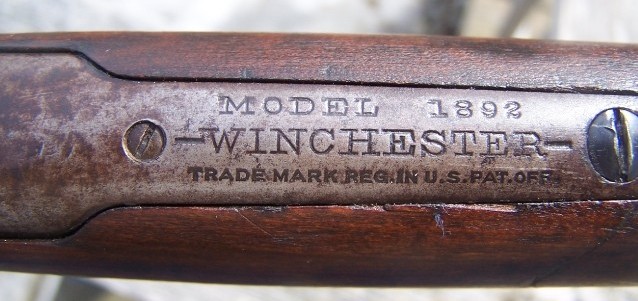 MODEL 1892
-WINCHESTER-
TRADE MARK REG. IN U.S. PAT. OFF.